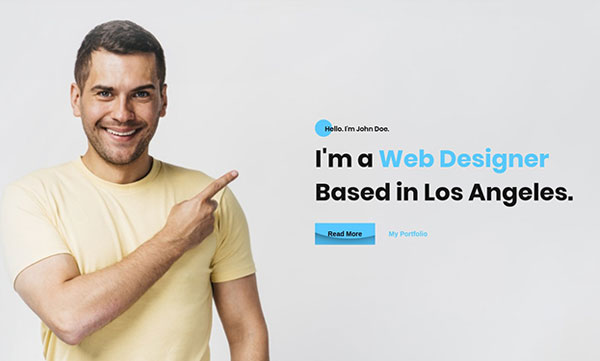 Hello. I'm John Doe.
I'm a Web Designer
Based in Los Angeles.
Read More
My Portfolio